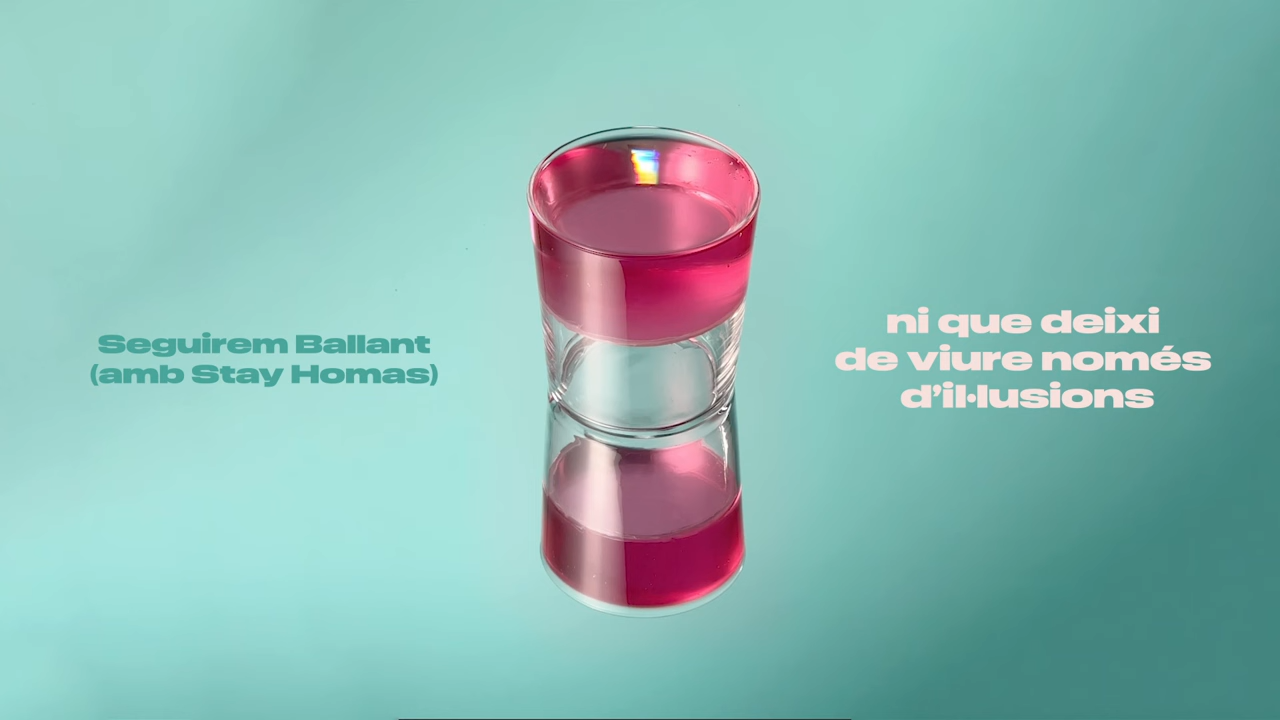 Seguirem Ballant
(amb Stay Homas)
ni que deixi
de viure només
d'il·lusions